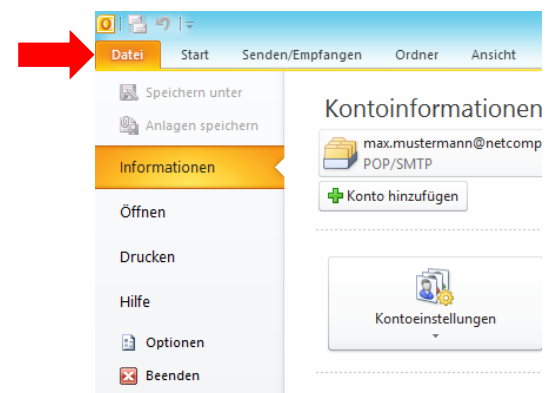 Datei Start Senden/Empfangen Ordner Ansicht
Speichern unter
Anlagen speichern
Informationen
Öffnen
Drucken
Hilfe
Optionen
Beenden
Kontoinformationen
max.mustermann@netcomp
POP/SMTP
Konto hinzufügen
Kontoeinstellungen